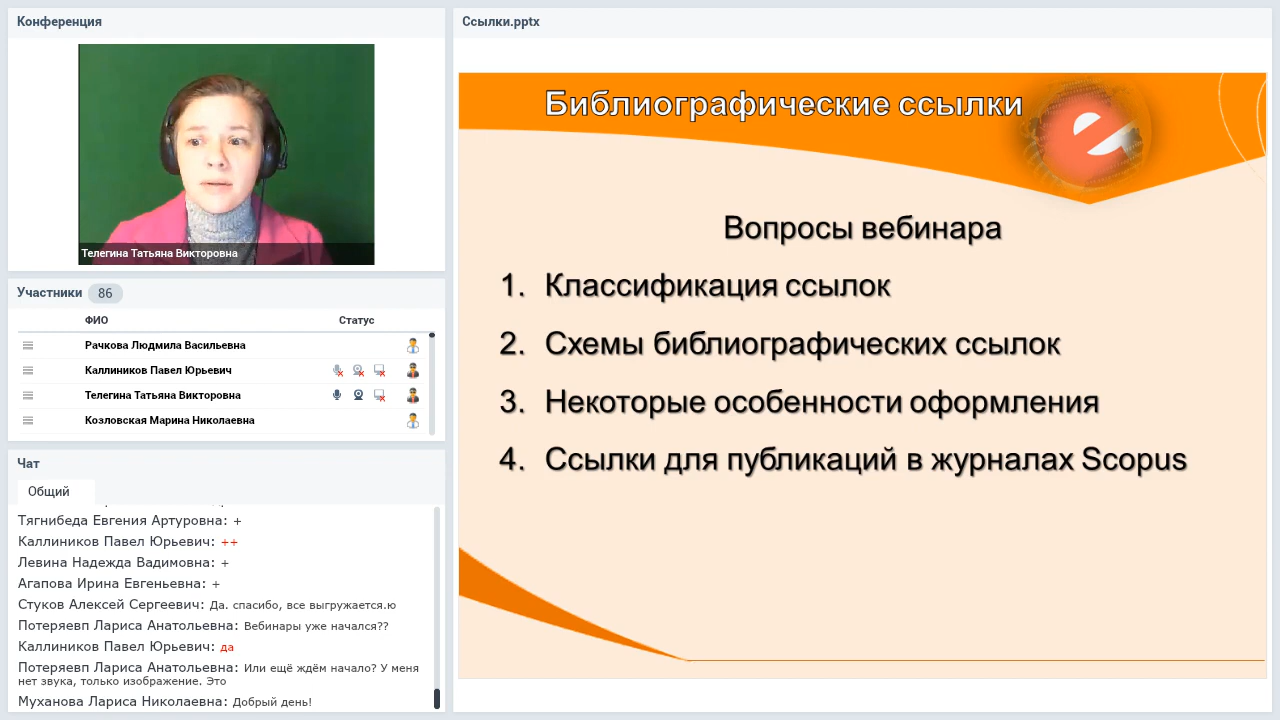 Конференция
Телегина Татьяна Викторовна
Участники 86
ФИО Статус
Рачкова Людмила Васильевна
Каллиников Павел Юрьевич
Телегина Татьяна Викторовна
Козловская Марина Николаевна
Чат
Общий
Тягнибеда Евгения Артуровна: +
Каллиников Павел Юрьевич: ++
Левина Надежда Вадимовна: +
Агапова Ирина Евгеньевна: +
Стуков Алексей Сергеевич: Да. спасибо, все выгружается.ю
Потеряевп Лариса Анатольевна: Вебинары уже начался??
Каллиников Павел Юрьевич: да
Потеряевп Лариса Анатольевна: Или ещё ждём начало? У меня
нет звука, только изображение. Это
Муханова Лариса Николаевна: Добрый день!
Ссылки.pptx
Библиографические ссылки
Вопросы вебинара
1. Классификация ссылок
2. Схемы библиографических ссылок
3. Некоторые особенности оформления
4. Ссылки для публикаций в журналах Scopus